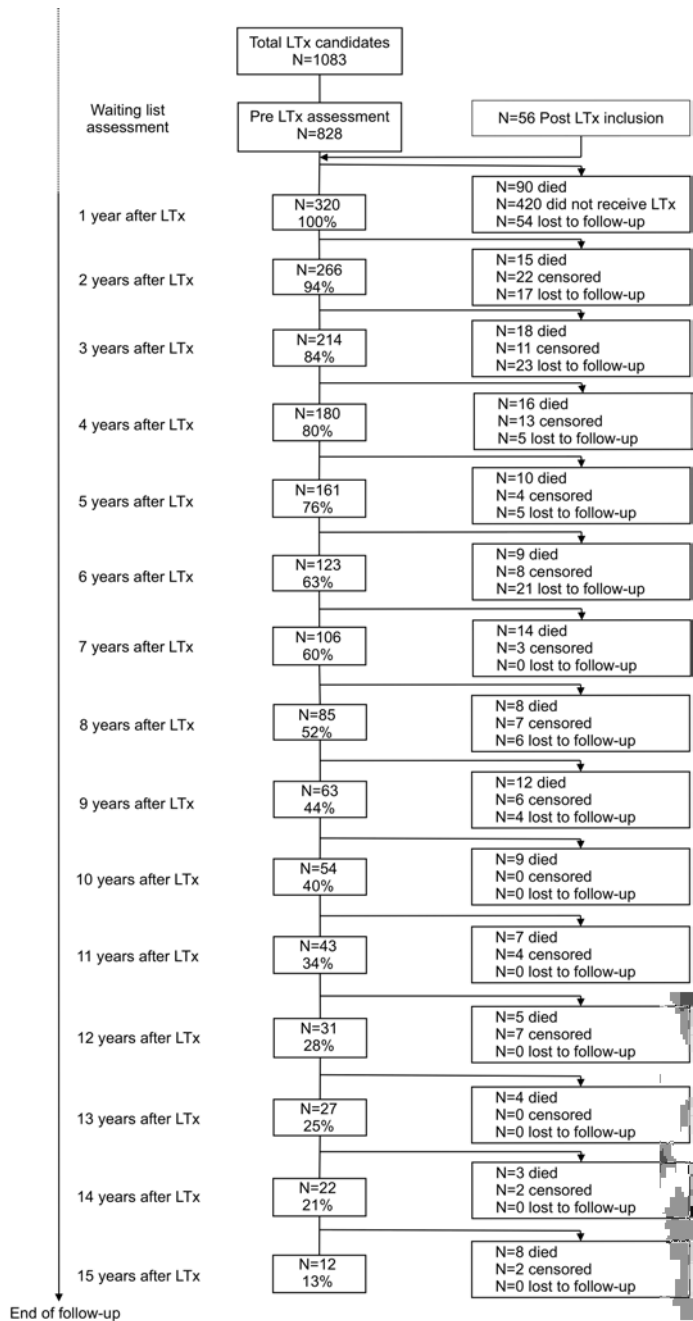 Total LTx candidates
N=1083
Waiting list
assessment
Pre LTx assessment
N=828
N=56 Post LTx inclusion
N=90 died
N=420 did not receive LTx
N=54 lost to follow-up
1 year after LTx
N=320
100%
N=15 died
N=22 censored
N=17 lost to follow-up
2 years after LTx
N=266
94%
N=18 died
N=11 censored
N=23 lost to follow-up
3 years after LTx
N=214
84%
N=16 died
N=13 censored
N=5 lost to follow-up
4 years after LTx
N=180
80%
N=10 died
N=4 censored
N=5 lost to follow-up
5 years after LTx
N=161
76%
N=9 died
N=8 censored
N=21 lost to follow-up
6 years after LTx
N=123
63%
N=14 died
N=3 censored
N=0 lost to follow-up
7 years after LTx
N=106
60%
N=8 died
N=7 censored
N=6 lost to follow-up
8 years after LTx
N=85
52%
N=12 died
N=6 censored
N=4 lost to follow-up
9 years after LTx
N=63
44%
N=9 died
N=0 censored
N=0 lost to follow-up
10 years after LTx
N=54
40%
N=7 died
N=4 censored
N=0 lost to follow-up
11 years after LTx
N=43
34%
N=5 died
N=7 censored
N=0 lost to follow-up
12 years after LTx
N=31
28%
N=4 died
N=0 censored
N=0 lost to follow-up
13 years after LTx
N=27
25%
N=3 died
N=2 censored
N=0 lost to follow-up
14 years after LTx
N=22
21%
N=8 died
N=2 censored
N=0 lost to follow-up
15 years after LTx
N=12
13%
End of follow-up